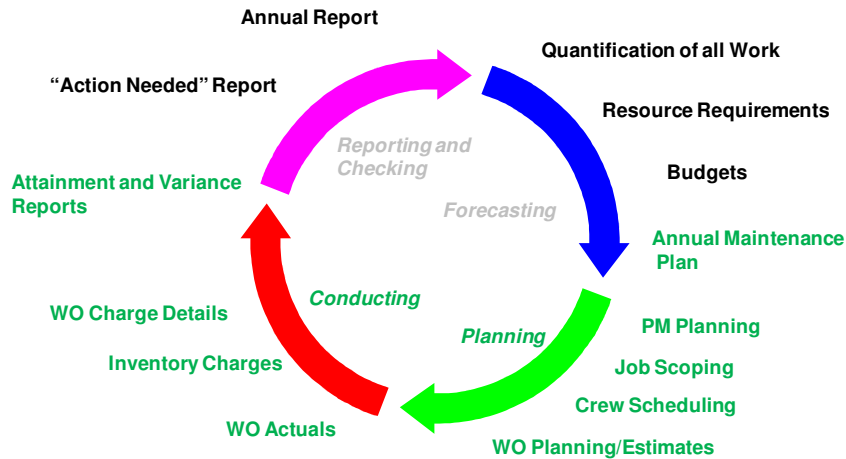 Annual Report
Quantification of all Work
“Action Needed” Report
Resource Requirements
Reporting and
Checking
Budgets
Attainment and Variance
Reports
Forecasting
Annual Maintenance
Plan
Conducting
WO Charge Details
PM Planning
Planning
Inventory Charges
Job Scoping
Crew Scheduling
WO Actuals
WO Planning/Estimates